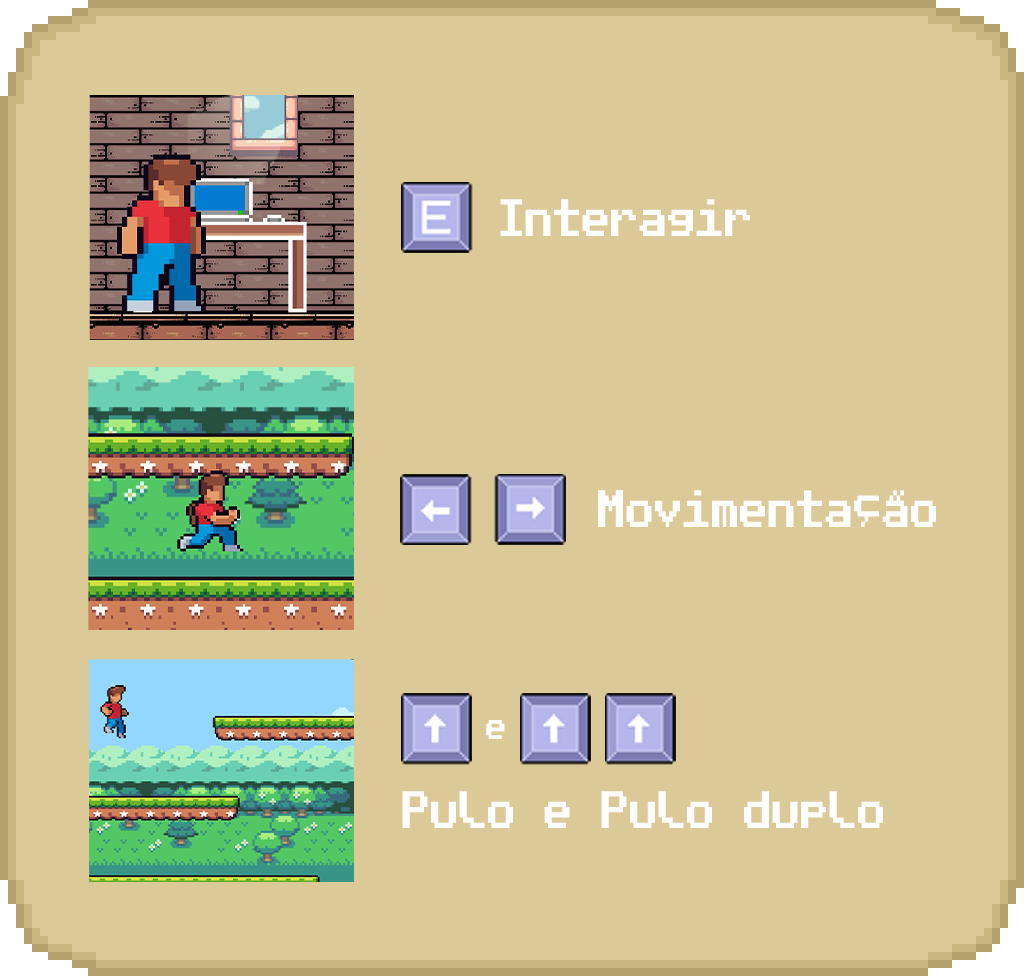 E Interagir
← → Movimentação
↑ e ↑ ↑
Pulo e Pulo duplo